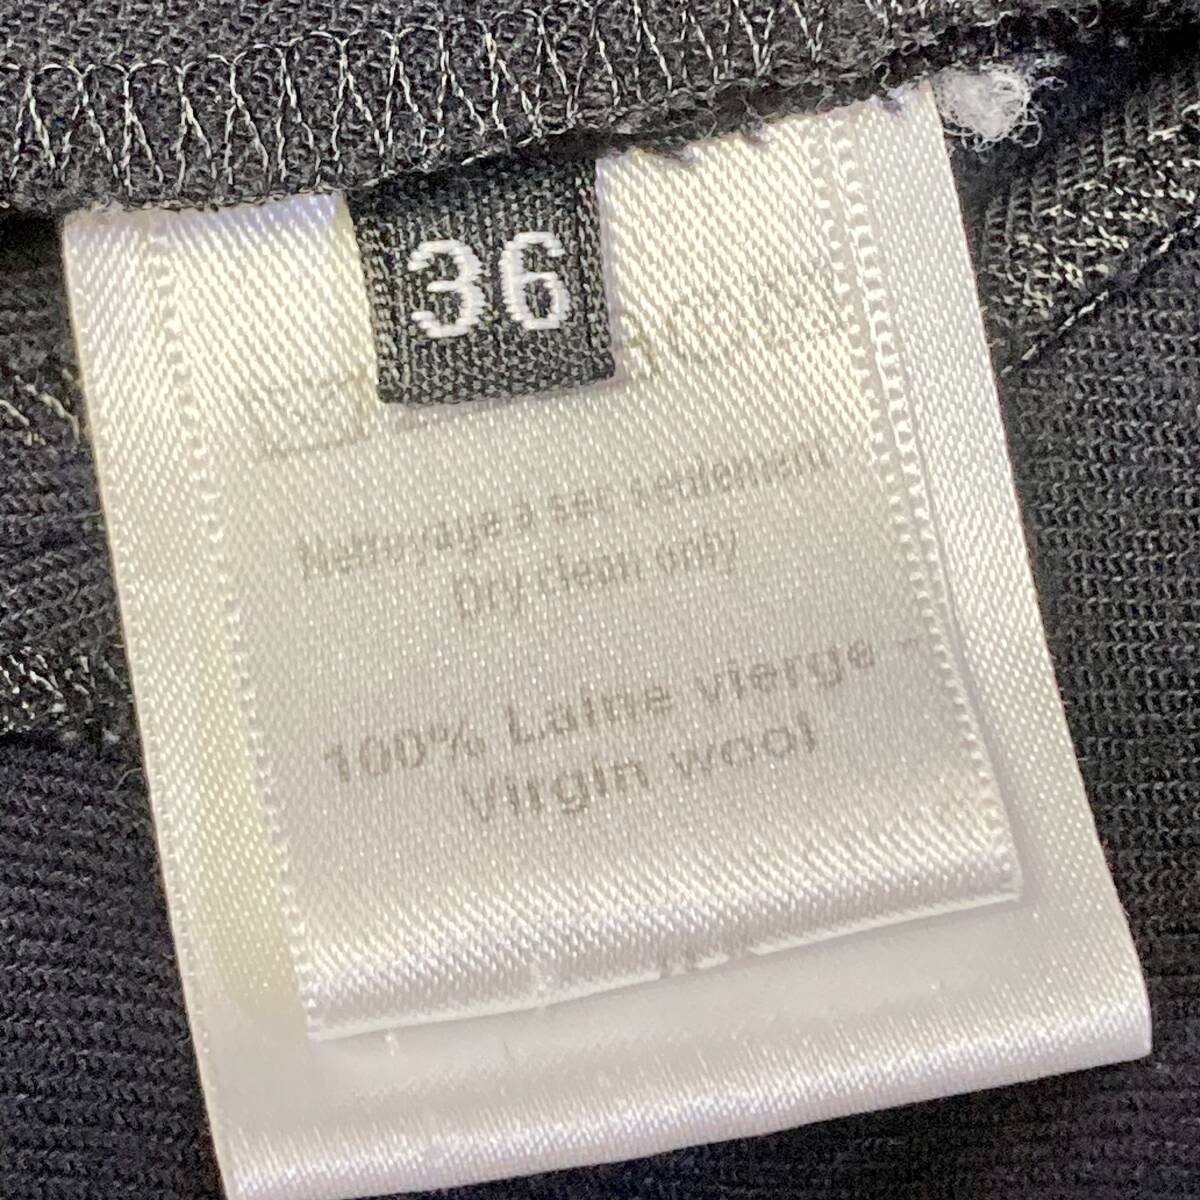 36
Nettoyage à sec seulement
Dry clean only
100% Laine vierge -
Virgin wool